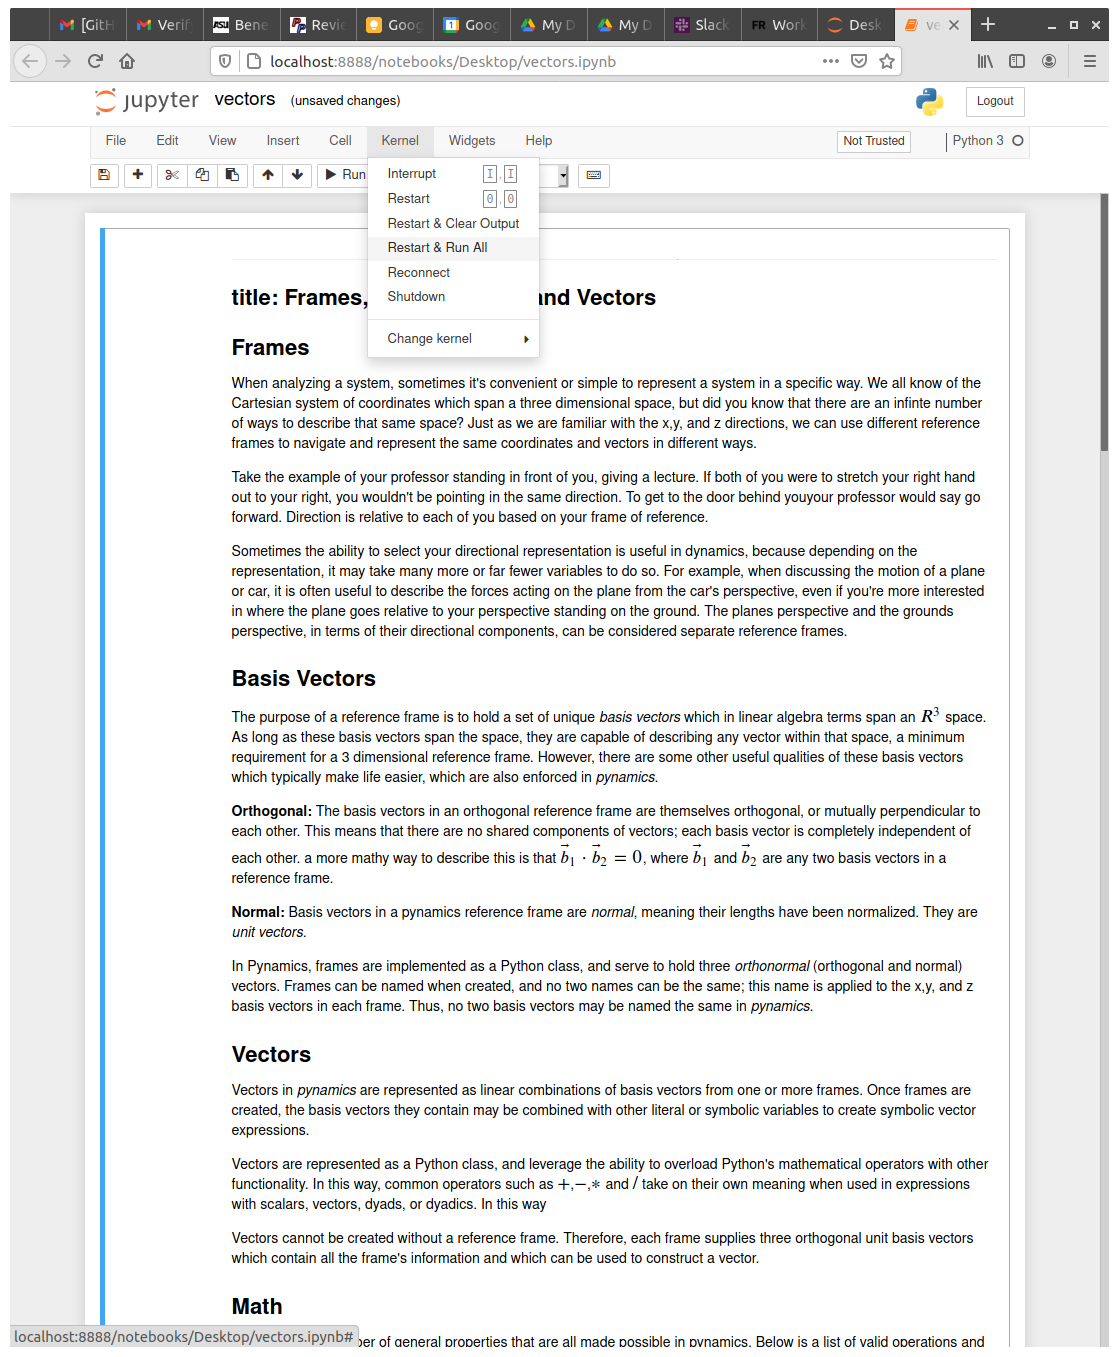 [GitH
Verif
ASU Bene
Revie
Goog
1 Goog
My D
My D
Slack
FR Work
Desk
ve
localhost:8888/notebooks/Desktop/vectors.ipynb
jupyter vectors (unsaved changes)
Logout
File Edit View Insert Cell Kernel Widgets Help
Not Trusted
Python 3
Run
Interrupt I,I
Restart 0,0
Restart & Clear Output
Restart & Run All
Reconnect
Shutdown
Change kernel
title: Frames, nd Vectors
Frames
When analyzing a system, sometimes it's convenient or simple to represent a system in a specific way. We all know of the
Cartesian system of coordinates which span a three dimensional space, but did you know that there are an infinte number
of ways to describe that same space? Just as we are familiar with the x,y, and z directions, we can use different reference
frames to navigate and represent the same coordinates and vectors in different ways.
Take the example of your professor standing in front of you, giving a lecture. If both of you were to stretch your right hand
out to your right, you wouldn't be pointing in the same direction. To get to the door behind youyour professor would say go
forward. Direction is relative to each of you based on your frame of reference.
Sometimes the ability to select your directional representation is useful in dynamics, because depending on the
representation, it may take many more or far fewer variables to do so. For example, when discussing the motion of a plane
or car, it is often useful to describe the forces acting on the plane from the car's perspective, even if you're more interested
in where the plane goes relative to your perspective standing on the ground. The planes perspective and the grounds
perspective, in terms of their directional components, can be considered separate reference frames.
Basis Vectors
The purpose of a reference frame is to hold a set of unique basis vectors which in linear algebra terms span an R³ space.
As long as these basis vectors span the space, they are capable of describing any vector within that space, a minimum
requirement for a 3 dimensional reference frame. However, there are some other useful qualities of these basis vectors
which typically make life easier, which are also enforced in pynamics.
Orthogonal: The basis vectors in an orthogonal reference frame are themselves orthogonal, or mutually perpendicular to
each other. This means that there are no shared components of vectors; each basis vector is completely independent of
each other. a more mathy way to describe this is that b⃗₁ · b⃗₂ = 0, where b⃗₁ and b⃗₂ are any two basis vectors in a
reference frame.
Normal: Basis vectors in a pynamics reference frame are normal, meaning their lengths have been normalized. They are
unit vectors.
In Pynamics, frames are implemented as a Python class, and serve to hold three orthonormal (orthogonal and normal)
vectors. Frames can be named when created, and no two names can be the same; this name is applied to the x,y, and z
basis vectors in each frame. Thus, no two basis vectors may be named the same in pynamics.
Vectors
Vectors in pynamics are represented as linear combinations of basis vectors from one or more frames. Once frames are
created, the basis vectors they contain may be combined with other literal or symbolic variables to create symbolic vector
expressions.
Vectors are represented as a Python class, and leverage the ability to overload Python's mathematical operators with other
functionality. In this way, common operators such as +,−,∗ and / take on their own meaning when used in expressions
with scalars, vectors, dyads, or dyadics. In this way
Vectors cannot be created without a reference frame. Therefore, each frame supplies three orthogonal unit basis vectors
which contain all the frame's information and which can be used to construct a vector.
Math
ber of general properties that are all made possible in pynamics. Below is a list of valid operations and
localhost:8888/notebooks/Desktop/vectors.ipynb#